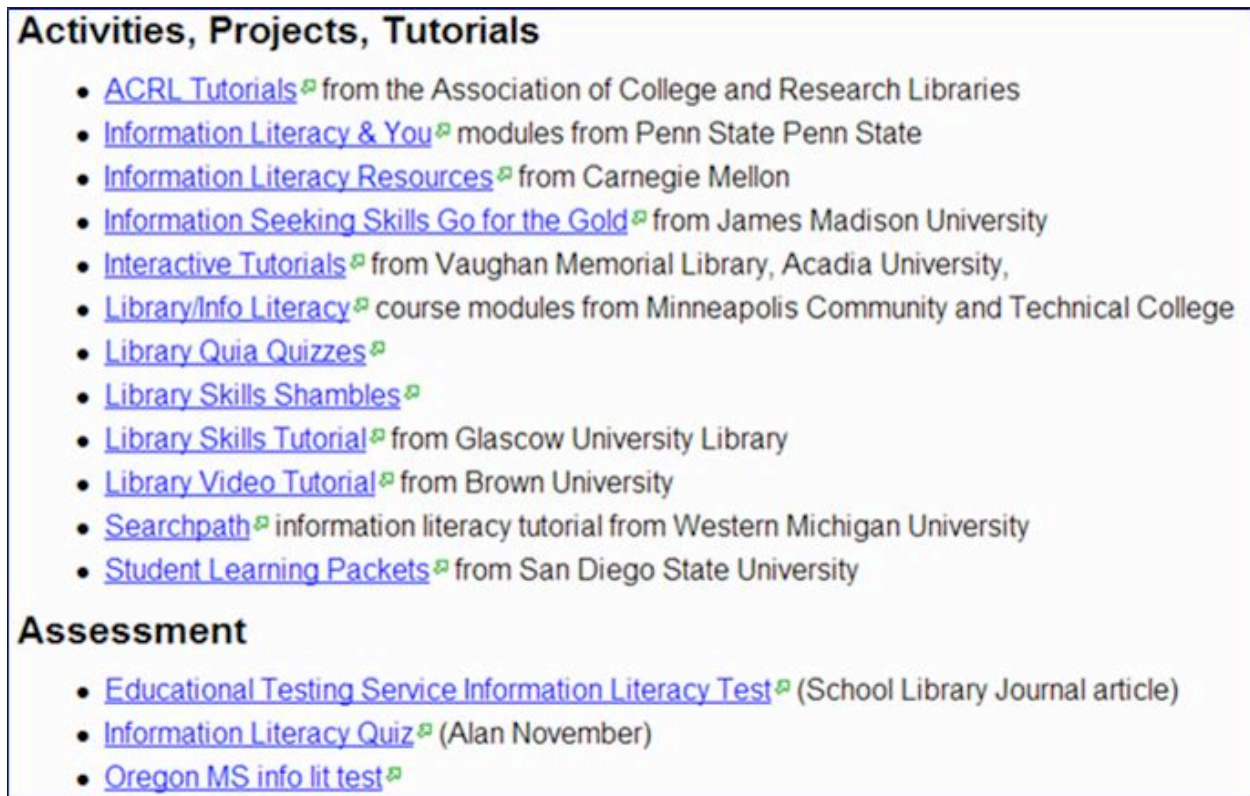 Activities, Projects, Tutorials
• ACRL Tutorials from the Association of College and Research Libraries
• Information Literacy & You modules from Penn State Penn State
• Information Literacy Resources from Carnegie Mellon
• Information Seeking Skills Go for the Gold from James Madison University
• Interactive Tutorials from Vaughan Memorial Library, Acadia University,
• Library/Info Literacy course modules from Minneapolis Community and Technical College
• Library Quia Quizzes
• Library Skills Shambles
• Library Skills Tutorial from Glascow University Library
• Library Video Tutorial from Brown University
• Searchpath information literacy tutorial from Western Michigan University
• Student Learning Packets from San Diego State University
Assessment
• Educational Testing Service Information Literacy Test (School Library Journal article)
• Information Literacy Quiz (Alan November)
• Oregon MS info lit test